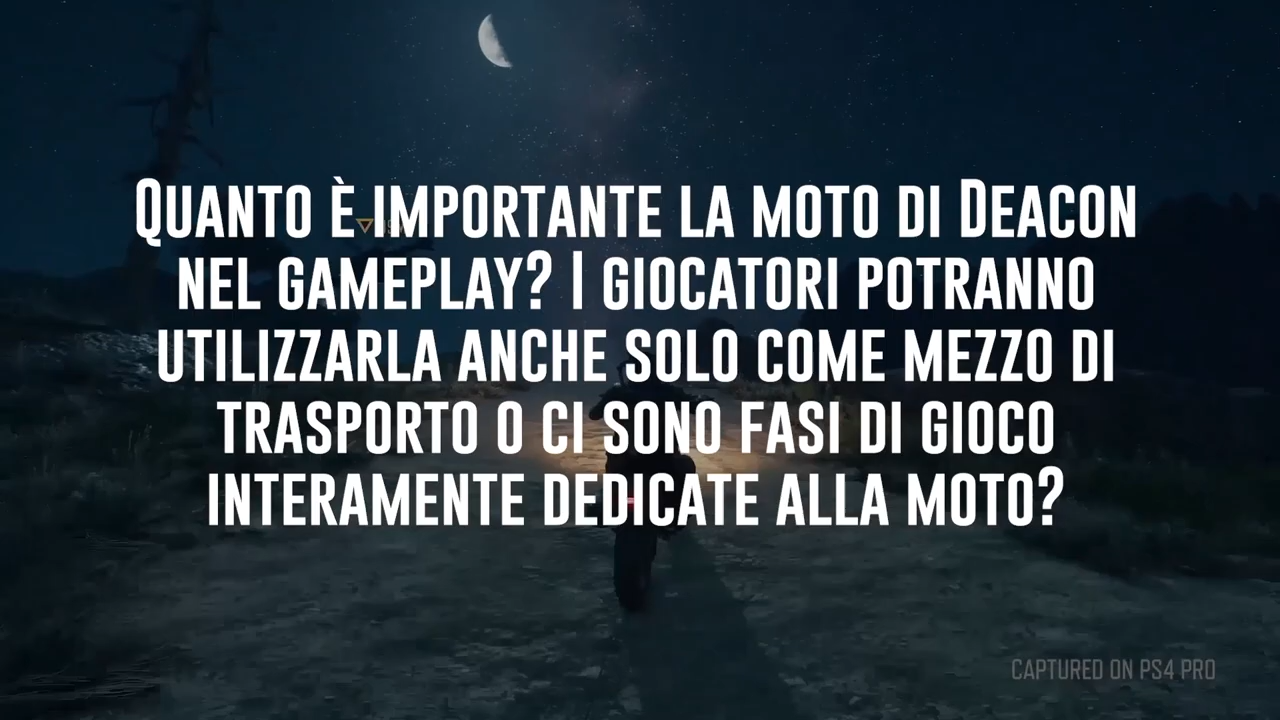 Quanto è importante la moto di Deacon
nel gameplay? I giocatori potranno
utilizzarla anche solo come mezzo di
trasporto o ci sono fasi di gioco
interamente dedicate alla moto?
CAPTURED ON PS4 PRO